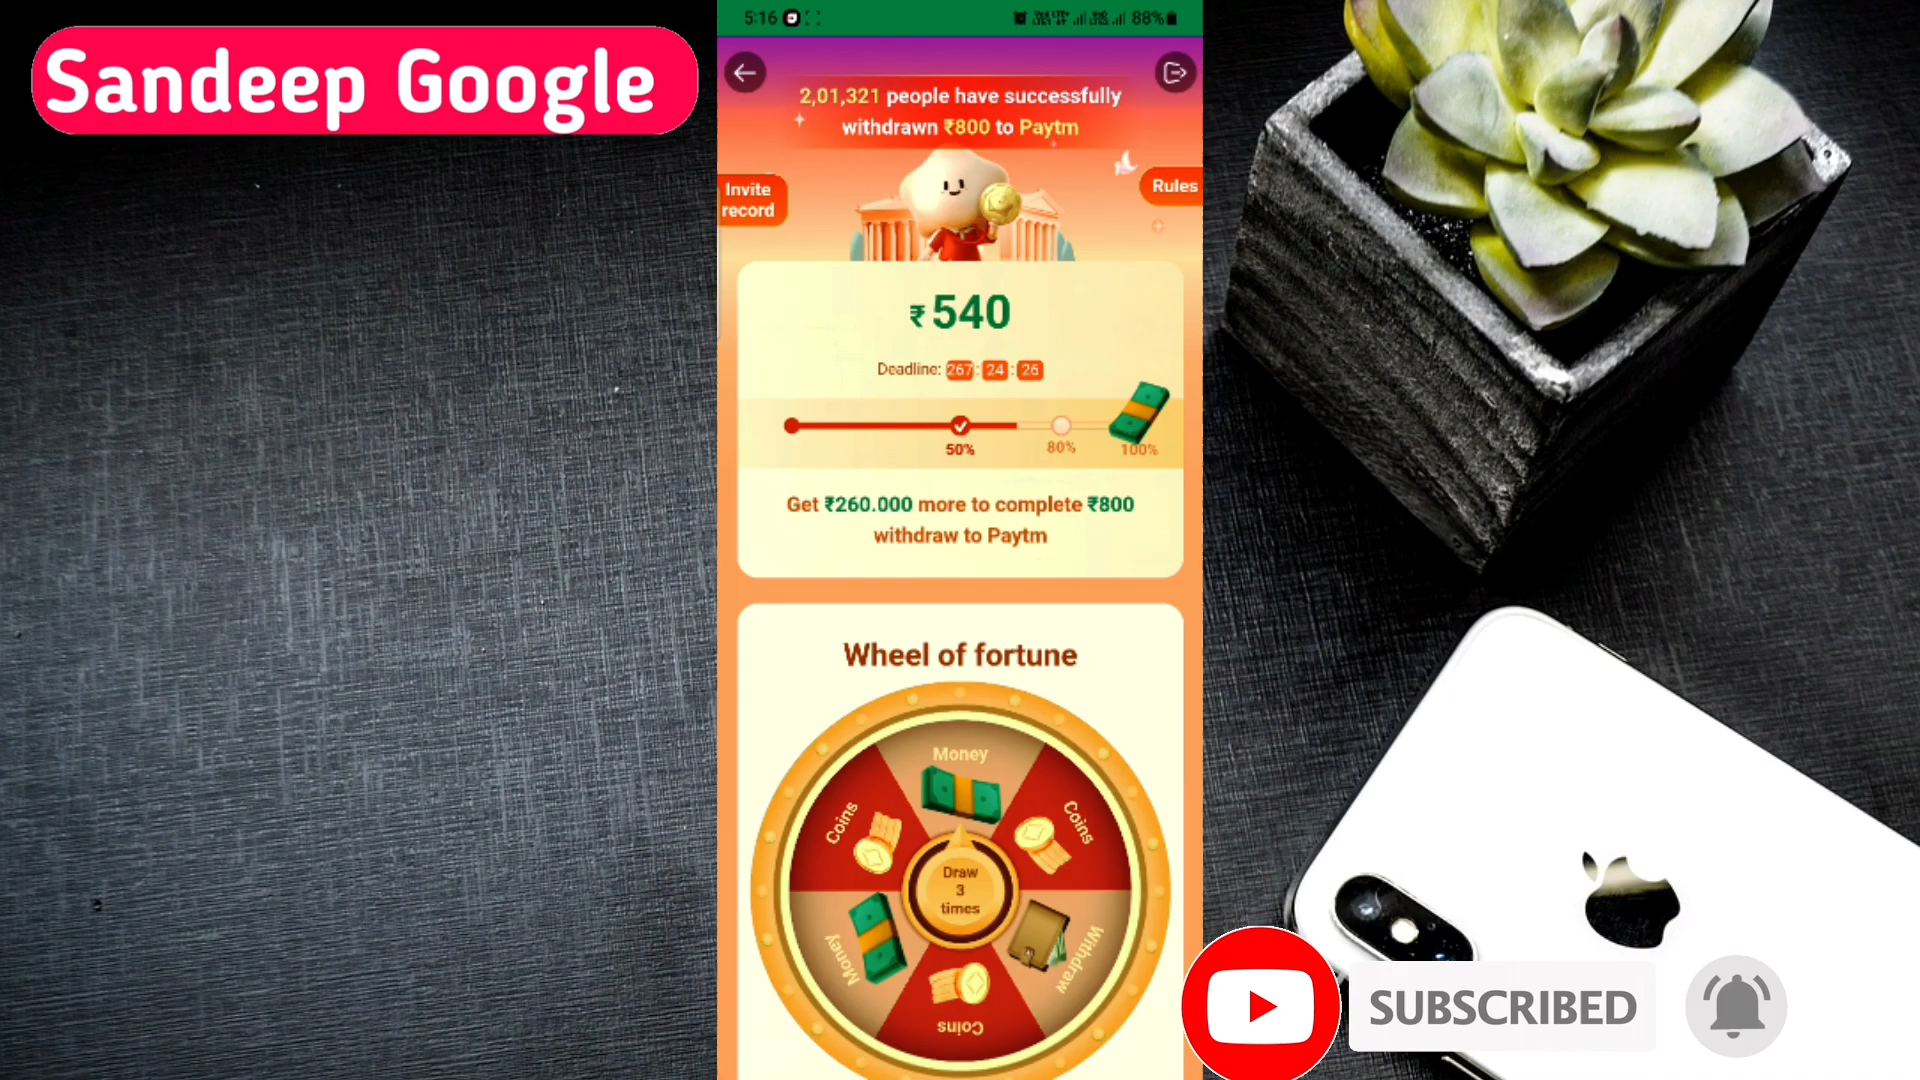 Sandeep Google
5:16
88%
2,01,321 people have successfully
withdrawn ₹800 to Paytm
Invite
record
Rules
₹540
Deadline: 267:24:26
50%
80%
100%
Get ₹260.000 more to complete ₹800
withdraw to Paytm
Wheel of fortune
Money
Coins
Coins
Draw
3
times
Money
Withdraw
Coins
SUBSCRIBED